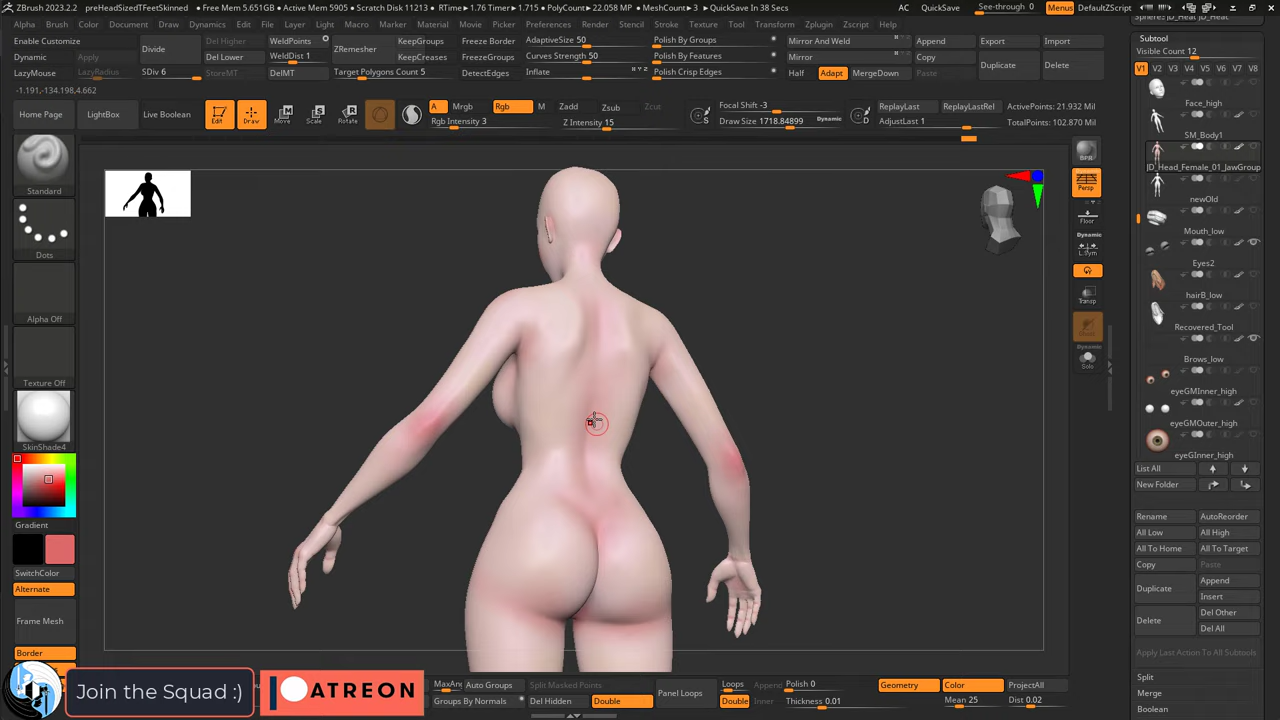 ZBrush 2023.2.2 preHeadSizedTFeetSkinned
• Free Mem 5.651GB • Active Mem 5905 • Scratch Disk 11213 • RTime►1.76 Timer►1.715 • PolyCount►22.058 MP • MeshCount►3 •QuickSave In 38 Secs
AC QuickSave See-through 0 Menus DefaultZScript
Alpha Brush Color Document Draw Dynamics Edit File Layer Light Macro Marker Material Movie Picker Preferences Render Stencil Stroke Texture Tool Transform Zplugin Zscript Help
Enable Customize
Dynamic
LazyMouse
Divide
Apply
LazyRadius
SDiv 6
Del Higher
Del Lower
StoreMT
WeldPoints
WeldDist 1
DelMT
ZRemesher
KeepGroups
KeepCreases
Target Polygons Count 5
Freeze Border
FreezeGroups
DetectEdges
AdaptiveSize 50
Curves Strength 50
Inflate
Polish By Groups
Polish By Features
Polish Crisp Edges
Mirror And Weld
Mirror
Half
Adapt
MergeDown
Append
Copy
Paste
Export
Duplicate
Import
Delete
-1.191,-134.198,4.662
Home Page
LightBox
Live Boolean
Edit
Draw
Move
Scale
Rotate
A
Mrgb
Rgb
M
Rgb Intensity 3
Zadd
Zsub
Zcut
Z Intensity 15
S
Focal Shift -3
Draw Size 1718.84899
Dynamic
D
ReplayLast
ReplayLastRel
AdjustLast 1
ActivePoints: 21.932 Mil
TotalPoints: 102.870 Mil
Standard
Dots
Alpha Off
Texture Off
SkinShade4
Gradient
SwitchColor
Alternate
Frame Mesh
Border
BPR
Persp
Floor
Dynamic
L.Sym
Transp
Ghost
Dynamic
Solo
Subtool
Visible Count 12
V1 V2 V3 V4 V5 V6 V7 V8
Face_high
SM_Body1
JD_Head_Female_01_JawGroup
newOld
Mouth_low
Eyes2
hairB_low
Recovered_Tool
Brows_low
eyeGMInner_high
eyeGMOuter_high
eyeGInner_high
List All
New Folder
Rename AutoReorder
All Low All High
All To Home All To Target
Copy Paste
Duplicate
Append
Insert
Delete
Del Other
Del All
Apply Last Action To All Subtools
Split
Merge
Boolean
Join the Squad :)
ATREON
MaxAng
Auto Groups
Groups By Normals
Split Masked Points
Del Hidden
Double
Panel Loops
Loops
Double
Append
Inner
Polish 0
Thickness 0.01
Geometry
Color
Mean 25
ProjectAll
Dist 0.02